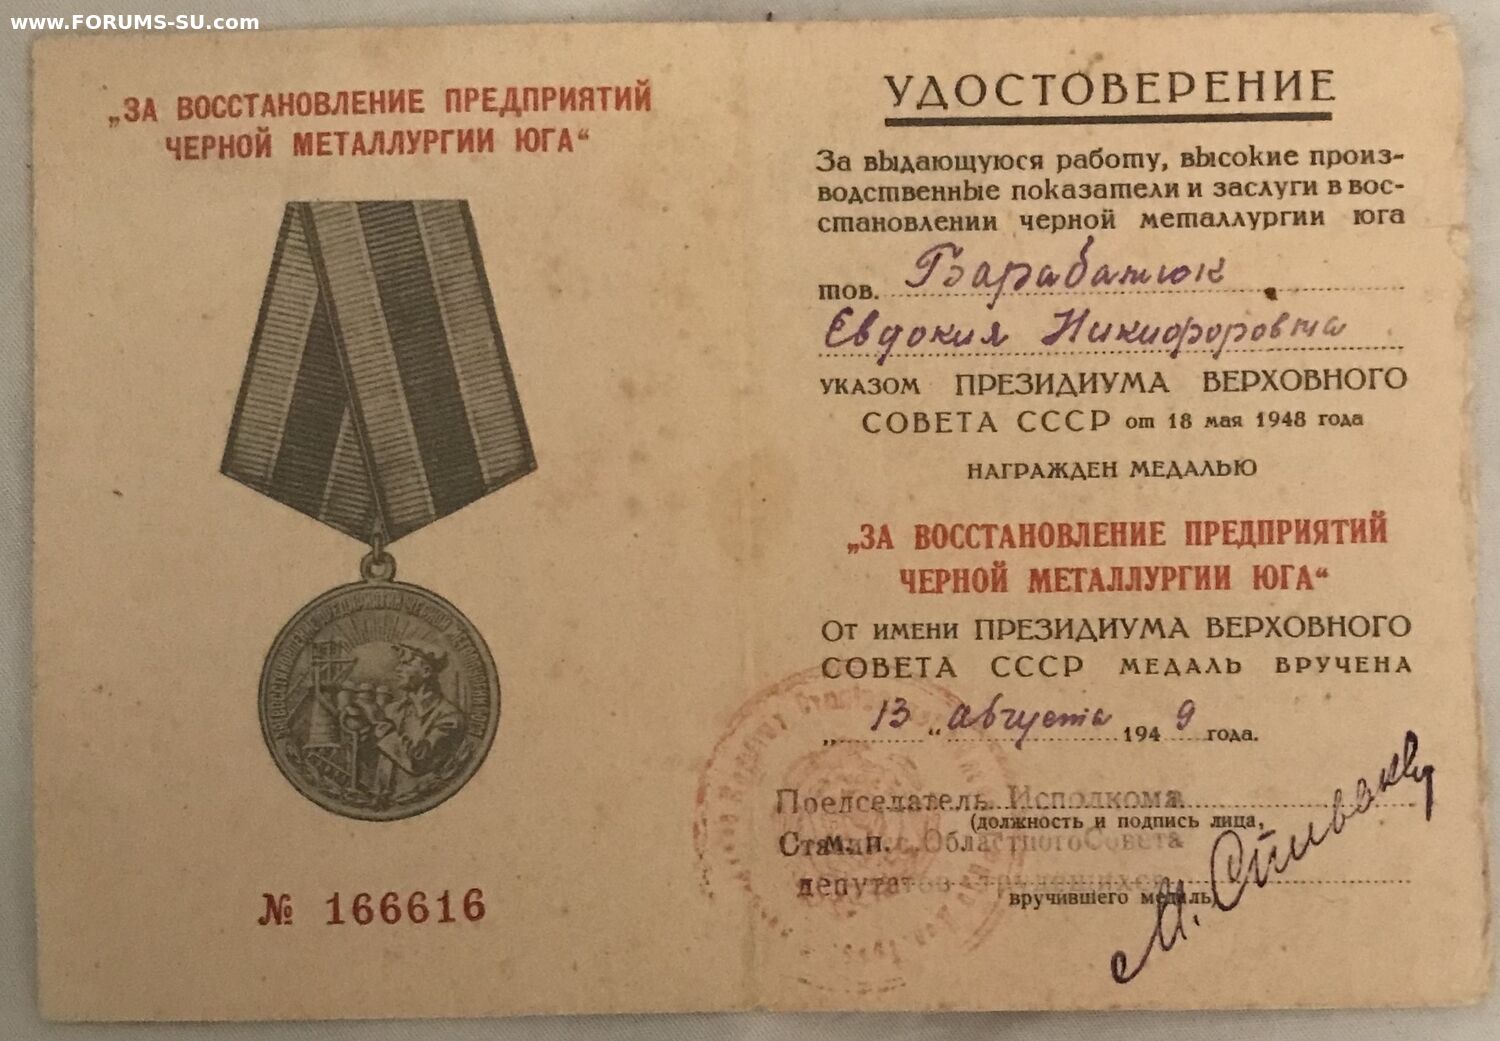 www.FORUMS-SU.com
„ЗА ВОССТАНОВЛЕНИЕ ПРЕДПРИЯТИЙ
ЧЕРНОЙ МЕТАЛЛУРГИИ ЮГА“
№ 166616
УДОСТОВЕРЕНИЕ
За выдающуюся работу, высокие произ-
водственные показатели и заслуги в вос-
становлении черной металлургии юга
тов. Барабатюк
Евдокия Никифоровна
указом ПРЕЗИДИУМА ВЕРХОВНОГО
СОВЕТА СССР от 18 мая 1948 года
НАГРАЖДЕН МЕДАЛЬЮ
„ЗА ВОССТАНОВЛЕНИЕ ПРЕДПРИЯТИЙ
ЧЕРНОЙ МЕТАЛЛУРГИИ ЮГА“
От имени ПРЕЗИДИУМА ВЕРХОВНОГО
СОВЕТА СССР МЕДАЛЬ ВРУЧЕНА
„ 13 “ августа 1949 года.
Председатель Исполкома
(должность и подпись лица,
м. п.
Областного Совета
депутатов трудящихся
вручившего медаль)